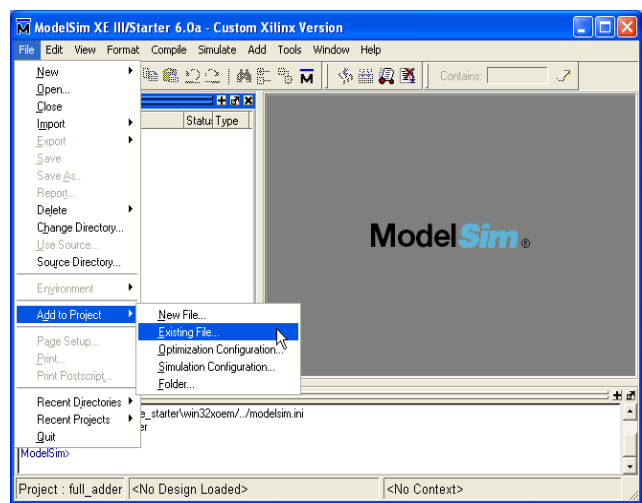 ModelSim XE III/Starter 6.0a - Custom Xilinx Version
File Edit View Format Compile Simulate Add Tools Window Help
New
Open...
Close
Import
Export
Save
Save As...
Report...
Delete
Change Directory...
Use Source...
Source Directory...
Environment
Add to Project
Page Setup...
Print...
Print Postscript...
Recent Directories
Recent Projects
Quit
Contains:
Status Type
ModelSim ®
New File...
Existing File...
Optimization Configuration...
Simulation Configuration...
Folder...
e_starter\win32xoem/../modelsim.ini
er
ModelSim>
Project : full_adder <No Design Loaded> <No Context>